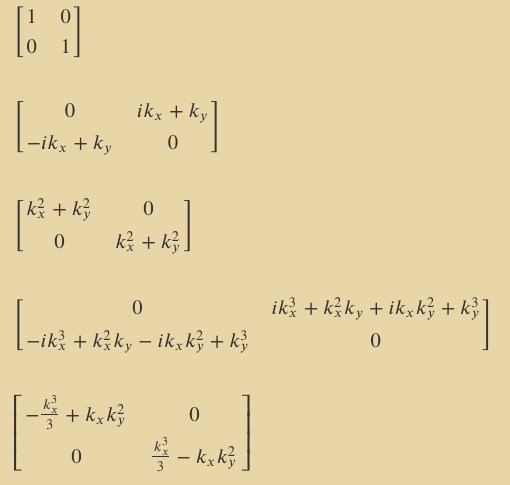 [1 0
0 1]
[0 ik_x + k_y
−ik_x + k_y 0]
[k_x^2 + k_y^2 0
0 k_x^2 + k_y^2]
[0 ik_x^3 + k_x^2 k_y + ik_x k_y^2 + k_y^3
−ik_x^3 + k_x^2 k_y − ik_x k_y^2 + k_y^3 0]
[−k_x^3/3 + k_x k_y^2 0
0 k_x^3/3 − k_x k_y^2]